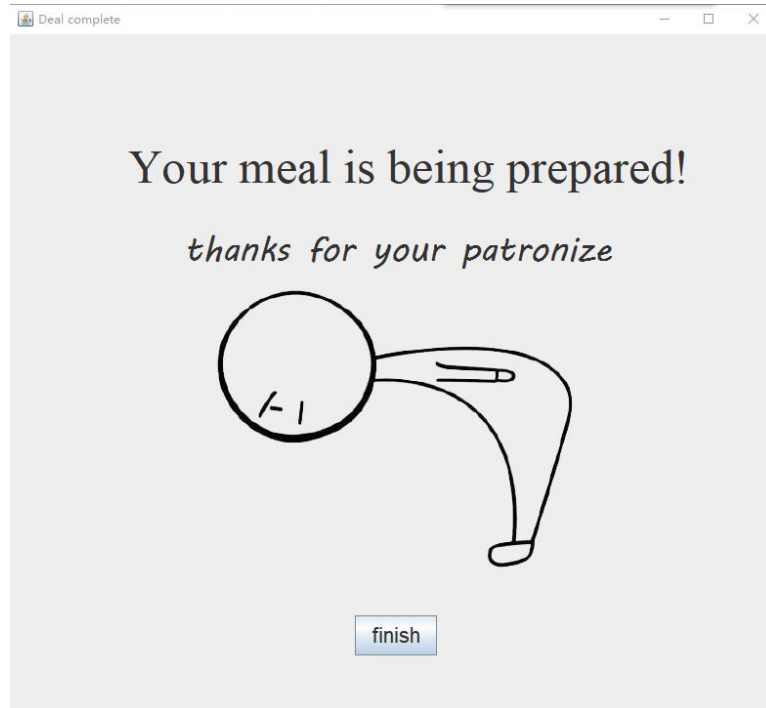 Deal complete
Your meal is being prepared!
thanks for your patronize
finish